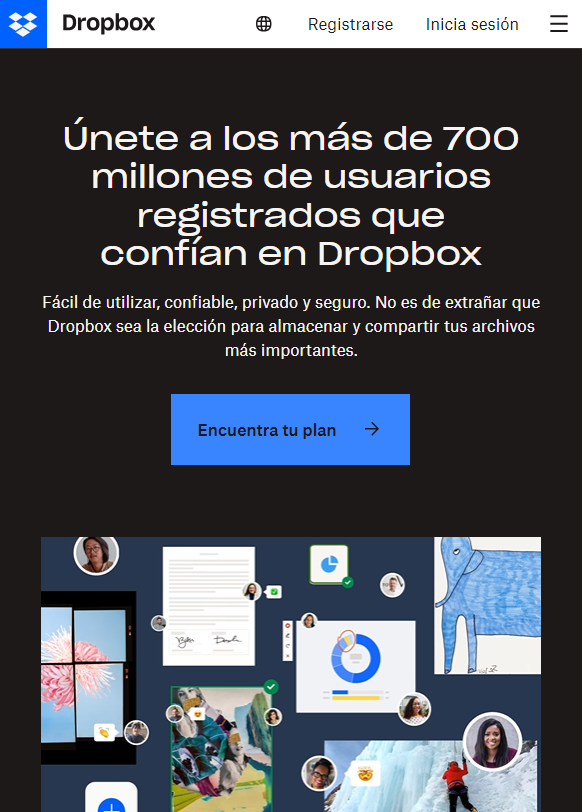 Dropbox
Registrarse
Inicia sesión
Únete a los más de 700
millones de usuarios
registrados que
confían en Dropbox
Fácil de utilizar, confiable, privado y seguro. No es de extrañar que
Dropbox sea la elección para almacenar y compartir tus archivos
más importantes.
Encuentra tu plan